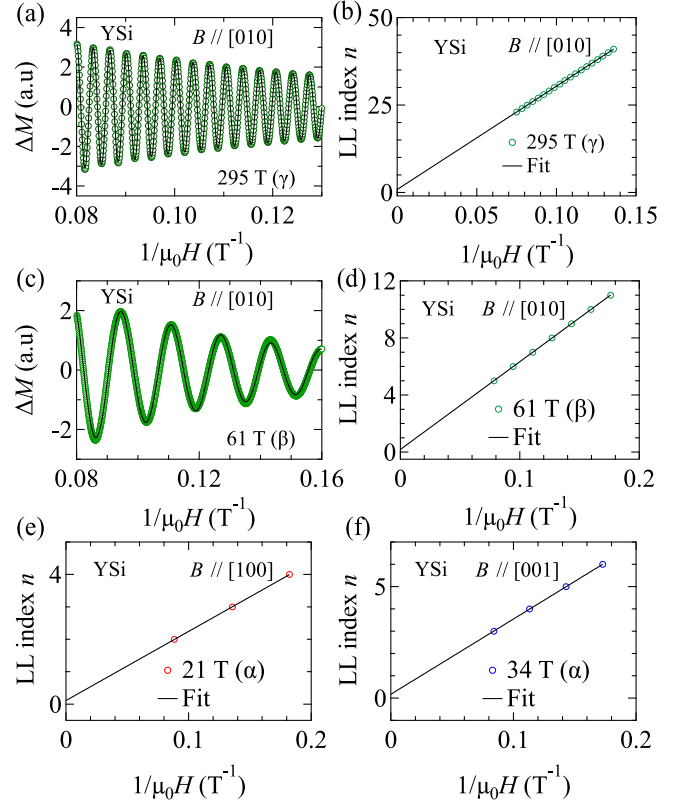 (a)
YSi
B // [010]
4
2
0
-2
-4
ΔM (a.u)
295 T (γ)
0.08
0.10
0.12
1/μ0H (T⁻¹)
(b)
YSi
B // [010]
50
25
0
LL index n
295 T (γ)
Fit
0
0.05
0.10
0.15
1/μ0H (T⁻¹)
(c)
YSi
B // [010]
2
0
-2
ΔM (a.u)
61 T (β)
0.08
0.10
0.12
0.14
0.16
1/μ0H (T⁻¹)
(d)
YSi
B // [010]
12
8
4
0
LL index n
61 T (β)
Fit
0
0.1
0.2
1/μ0H (T⁻¹)
(e)
YSi
B // [100]
4
2
0
LL index n
21 T (α)
Fit
0
0.1
0.2
1/μ0H (T⁻¹)
(f)
YSi
B // [001]
5
0
LL index n
34 T (α)
Fit
0
0.1
0.2
1/μ0H (T⁻¹)